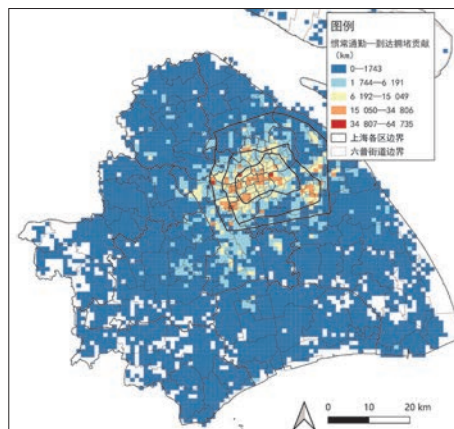 图例
惯常通勤—到达拥堵贡献
(km)
0—1743
1 744—6 191
6 192—15 049
15 050—34 806
34 807—64 735
上海各区边界
六普街道边界
0 10 20 km